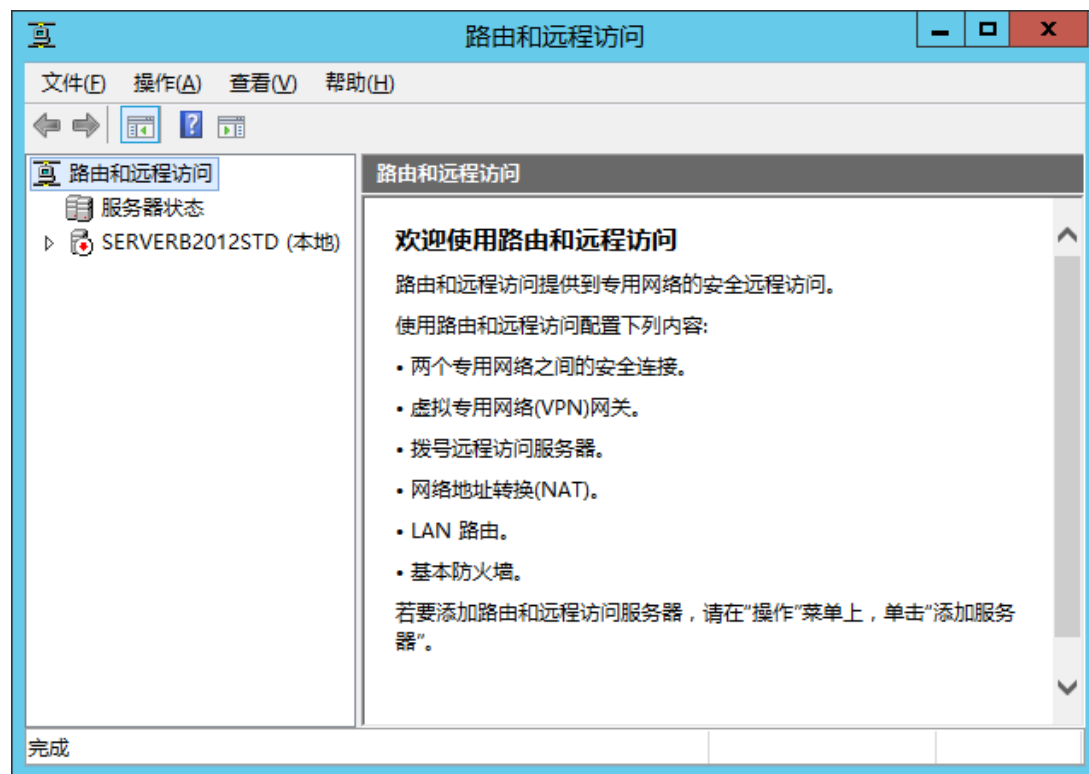 路由和远程访问
文件(F) 操作(A) 查看(V) 帮助(H)
路由和远程访问
服务器状态
SERVERB2012STD (本地)
路由和远程访问
欢迎使用路由和远程访问
路由和远程访问提供到专用网络的安全远程访问。
使用路由和远程访问配置下列内容:
• 两个专用网络之间的安全连接。
• 虚拟专用网络(VPN)网关。
• 拨号远程访问服务器。
• 网络地址转换(NAT)。
• LAN 路由。
• 基本防火墙。
若要添加路由和远程访问服务器，请在"操作"菜单上，单击"添加服务
器"。
完成